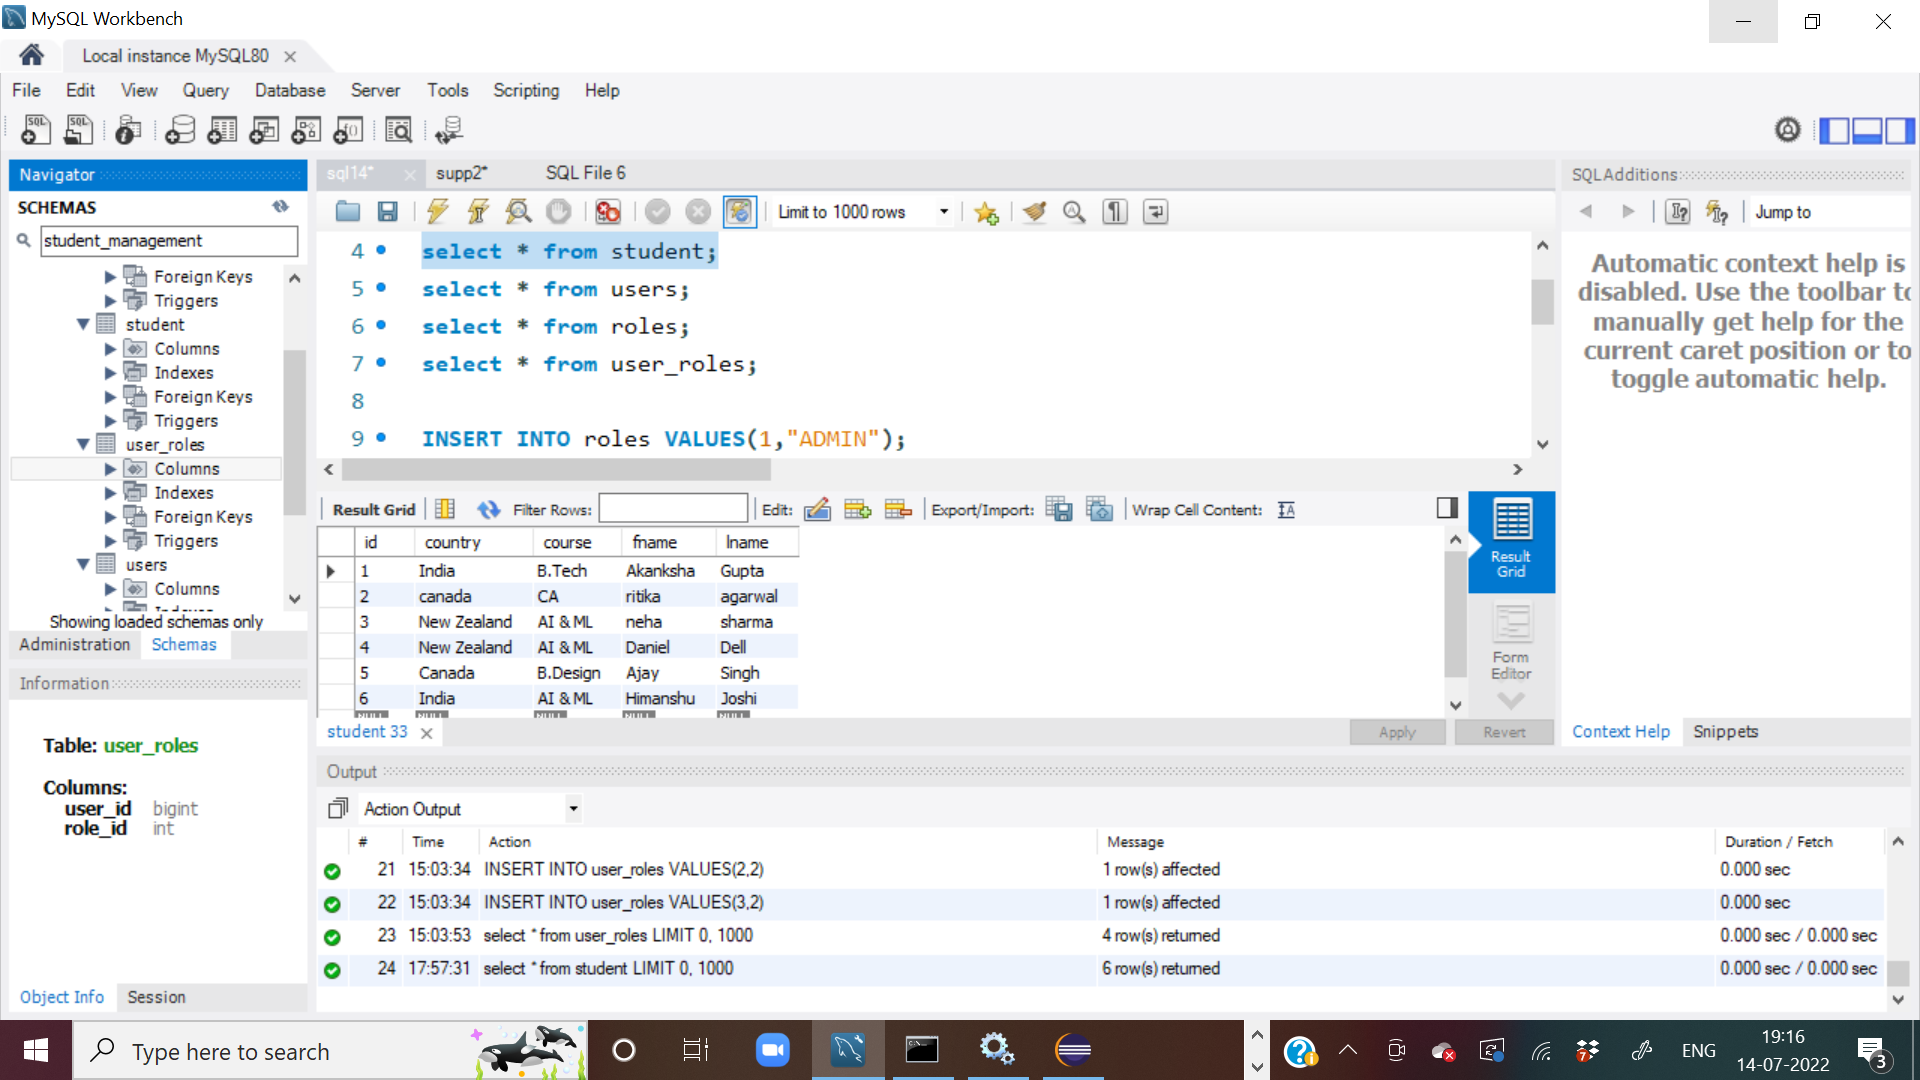 MySQL Workbench
Local instance MySQL80
File Edit View Query Database Server Tools Scripting Help
Navigator
SCHEMAS
student_management
Foreign Keys
Triggers
student
Columns
Indexes
Foreign Keys
Triggers
user_roles
Columns
Indexes
Foreign Keys
Triggers
users
Columns
Indexes
Showing loaded schemas only
Administration Schemas
Information
Table: user_roles
Columns:
user_id bigint
role_id int
Object Info Session
sql14* supp2* SQL File 6
Limit to 1000 rows
4 select * from student;
5 select * from users;
6 select * from roles;
7 select * from user_roles;
8
9 INSERT INTO roles VALUES(1,"ADMIN");
Result Grid Filter Rows: Edit: Export/Import: Wrap Cell Content:
id country course fname lname
1 India B.Tech Akanksha Gupta
2 canada CA ritika agarwal
3 New Zealand AI & ML neha sharma
4 New Zealand AI & ML Daniel Dell
5 Canada B.Design Ajay Singh
6 India AI & ML Himanshu Joshi
NULL NULL NULL NULL NULL
Result
Grid
Form
Editor
student 33 Apply Revert
Output
Action Output
# Time Action Message Duration / Fetch
21 15:03:34 INSERT INTO user_roles VALUES(2,2) 1 row(s) affected 0.000 sec
22 15:03:34 INSERT INTO user_roles VALUES(3,2) 1 row(s) affected 0.000 sec
23 15:03:53 select * from user_roles LIMIT 0, 1000 4 row(s) returned 0.000 sec / 0.000 sec
24 17:57:31 select * from student LIMIT 0, 1000 6 row(s) returned 0.000 sec / 0.000 sec
SQLAdditions
Jump to
Automatic context help is
disabled. Use the toolbar to
manually get help for the
current caret position or to
toggle automatic help.
Context Help Snippets
Type here to search
ENG
19:16
14-07-2022
3